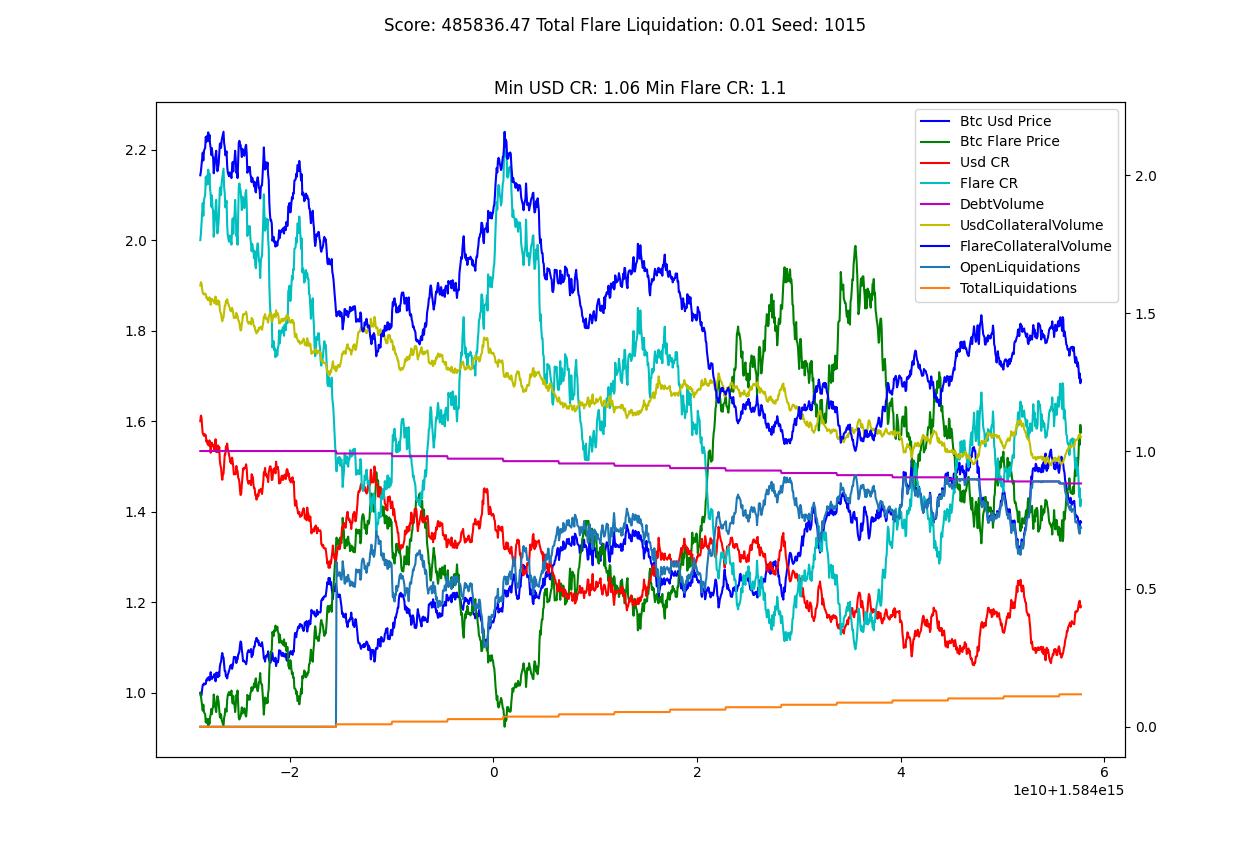 Score: 485836.47 Total Flare Liquidation: 0.01 Seed: 1015
Min USD CR: 1.06 Min Flare CR: 1.1
Btc Usd Price
Btc Flare Price
Usd CR
Flare CR
DebtVolume
UsdCollateralVolume
FlareCollateralVolume
OpenLiquidations
TotalLiquidations
2.2
2.0
1.8
1.6
1.4
1.2
1.0
2.0
1.5
1.0
0.5
0.0
−2 0 2 4 6
1e10+1.584e15